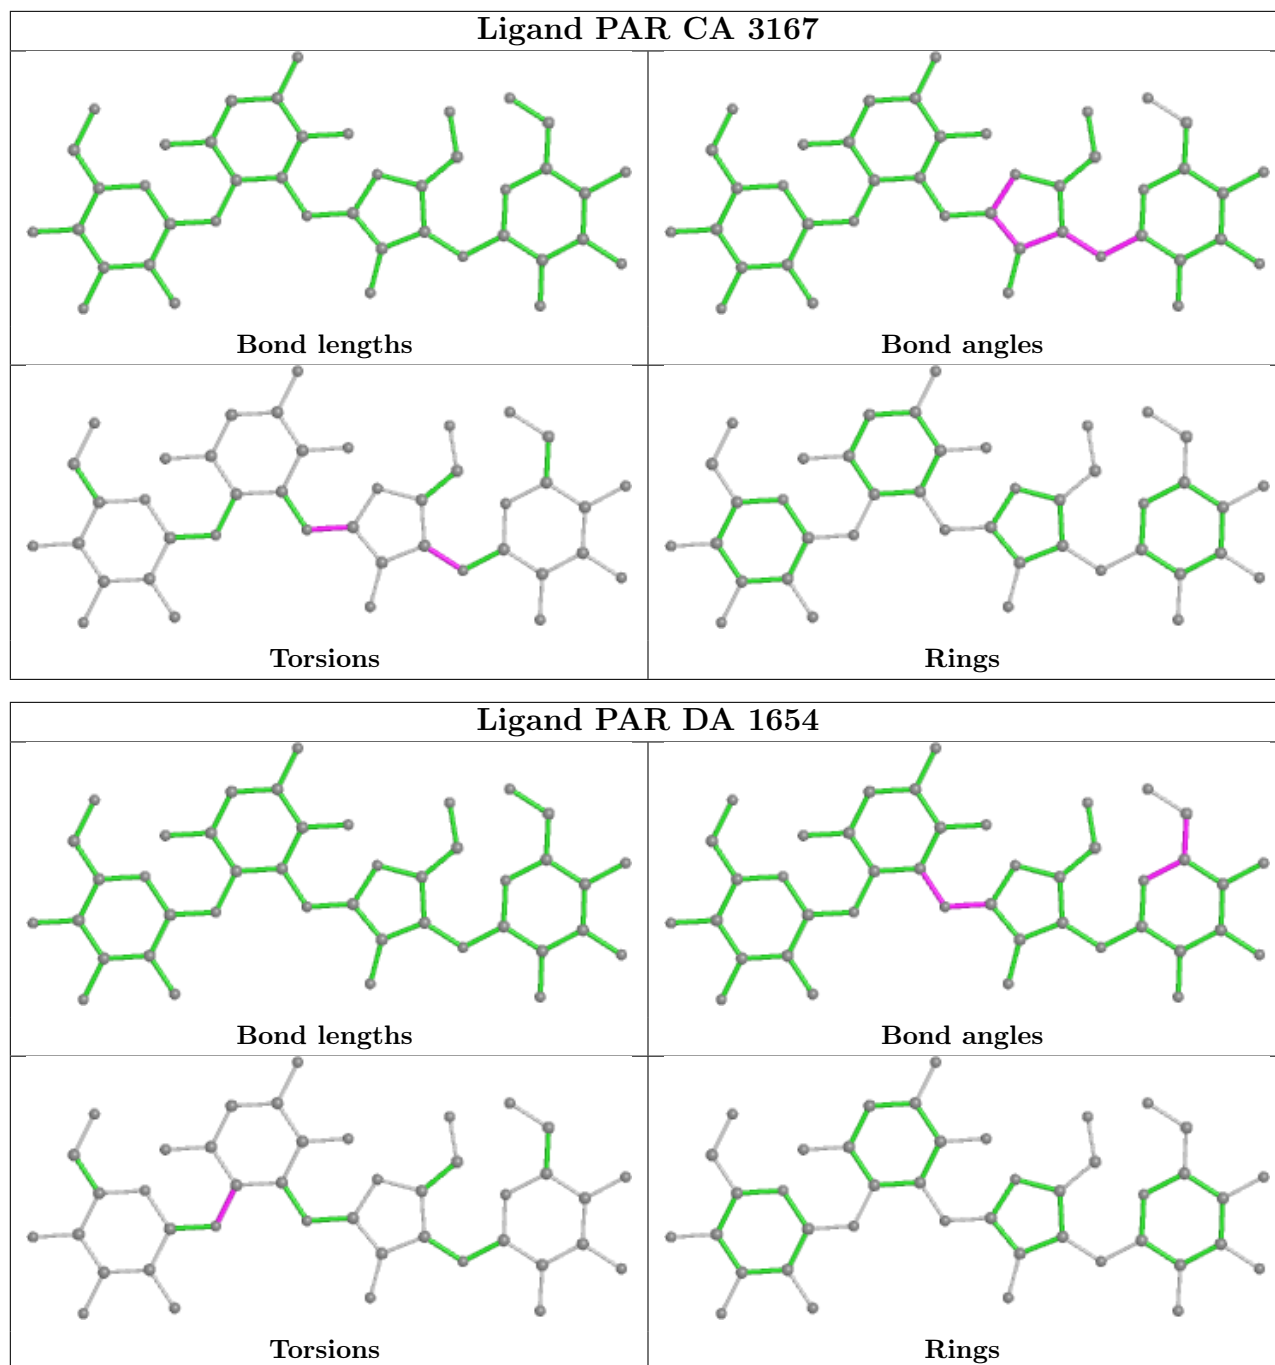 Ligand PAR CA 3167
Bond lengths
Bond angles
Torsions
Rings
Ligand PAR DA 1654
Bond lengths
Bond angles
Torsions
Rings